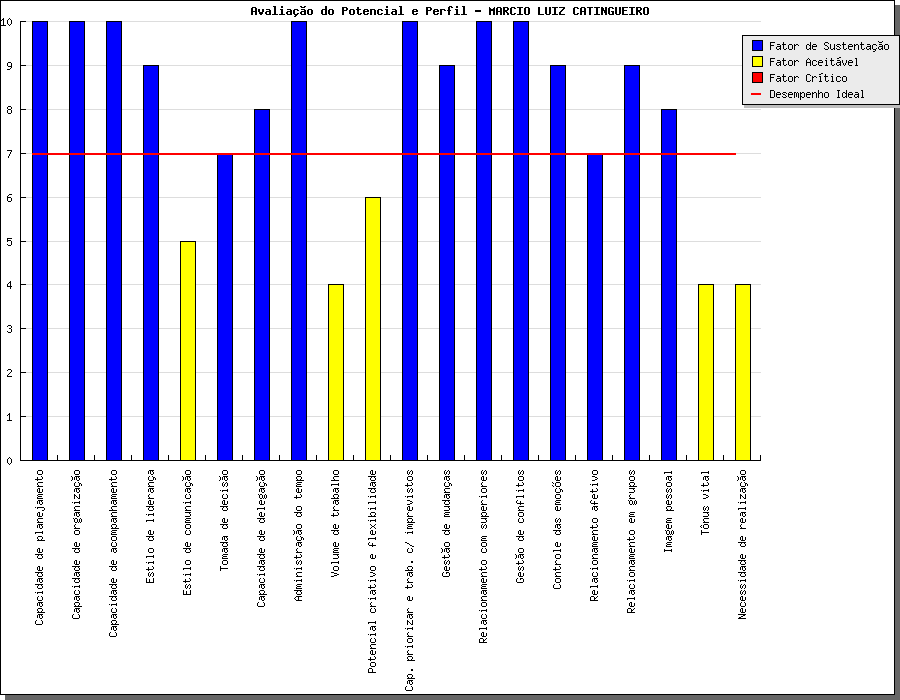 Avaliação do Potencial e Perfil - MARCIO LUIZ CATINGUEIRO
Fator de Sustentação
Fator Aceitável
Fator Crítico
Desempenho Ideal
10
9
8
7
6
5
4
3
2
1
0
Capacidade de planejamento
Capacidade de organização
Capacidade de acompanhamento
Estilo de liderança
Estilo de comunicação
Tomada de decisão
Capacidade de delegação
Administração do tempo
Volume de trabalho
Potencial criativo e flexibilidade
Cap. priorizar e trab. c/ imprevistos
Gestão de mudanças
Relacionamento com superiores
Gestão de conflitos
Controle das emoções
Relacionamento afetivo
Relacionamento em grupos
Imagem pessoal
Tônus vital
Necessidade de realização